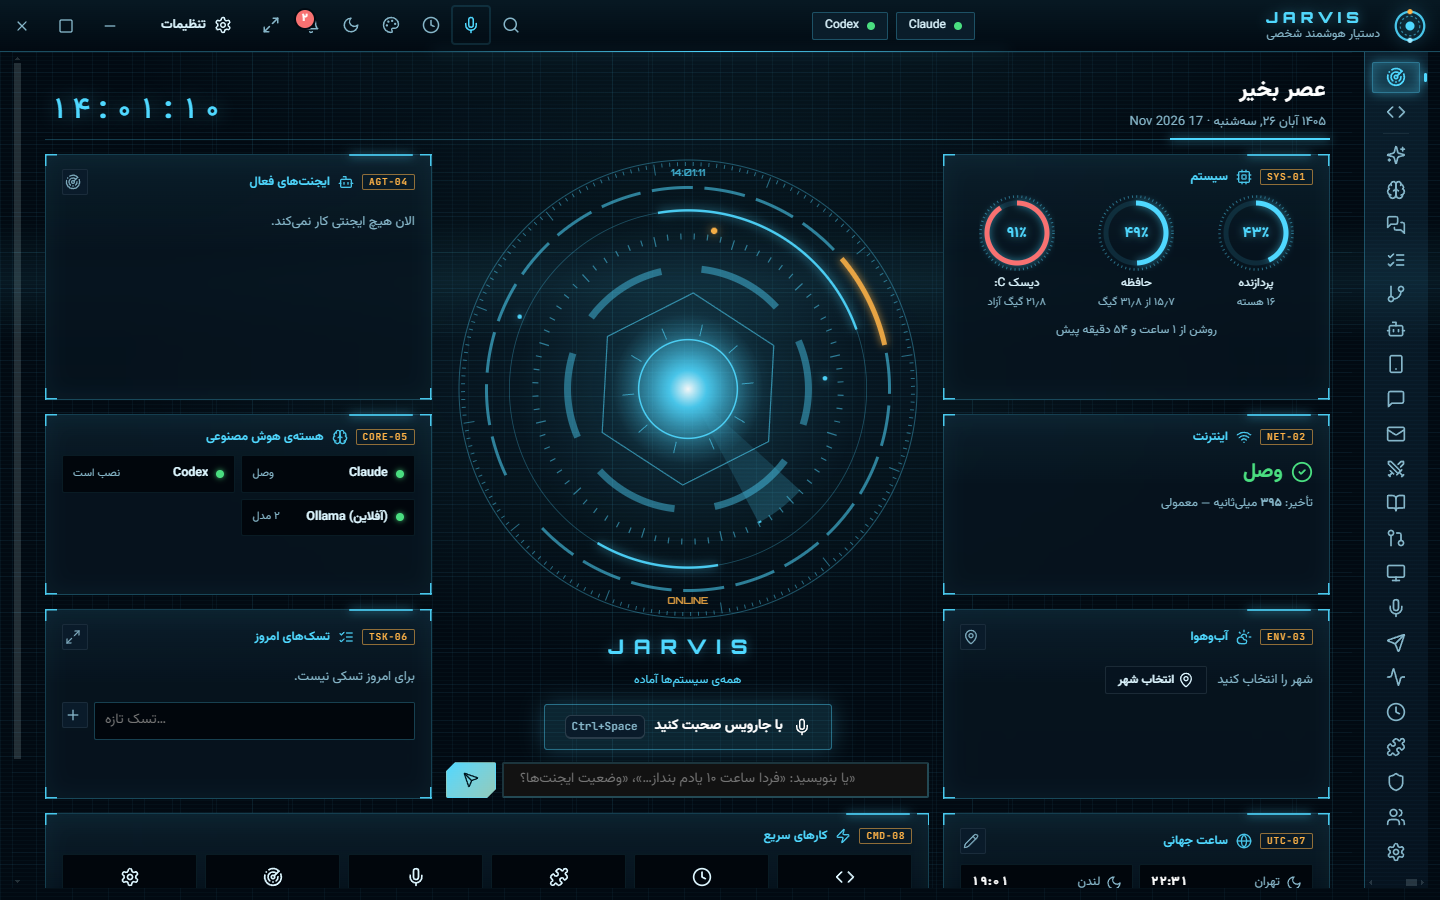 JARVIS
دستیار هوشمند شخصی
Claude
Codex
۲
تنظیمات
عصر بخیر
۱۴۰۵ آبان ۲۶, سه‌شنبه · 17 Nov 2026
۱۴:۰۱:۱۰
SYS-01
سیستم
۴۳٪
۴۹٪
۹۱٪
پردازنده
حافظه
دیسک C:
۱۶ هسته
۱۵٫۷ از ۳۱٫۸ گیگ
۲۱٫۸ گیگ آزاد
روشن از ۱ ساعت و ۵۴ دقیقه پیش
NET-02
اینترنت
وصل
تأخیر: ۳۹۵ میلی‌ثانیه — معمولی
ENV-03
آب‌وهوا
شهر را انتخاب کنید
انتخاب شهر
UTC-07
ساعت جهانی
تهران
۲۲:۳۱
لندن
۱۹:۰۱
14:01:11
ONLINE
JARVIS
همه‌ی سیستم‌ها آماده
با جارویس صحبت کنید
Ctrl+Space
یا بنویسید: «فردا ساعت ۱۰ یادم بنداز…»، «وضعیت ایجنت‌ها؟»
AGT-04
ایجنت‌های فعال
الان هیچ ایجنتی کار نمی‌کند.
CORE-05
هسته‌ی هوش مصنوعی
Claude
وصل
Codex
نصب است
Ollama (آفلاین)
۲ مدل
TSK-06
تسک‌های امروز
برای امروز تسکی نیست.
تسک تازه…
CMD-08
کارهای سریع